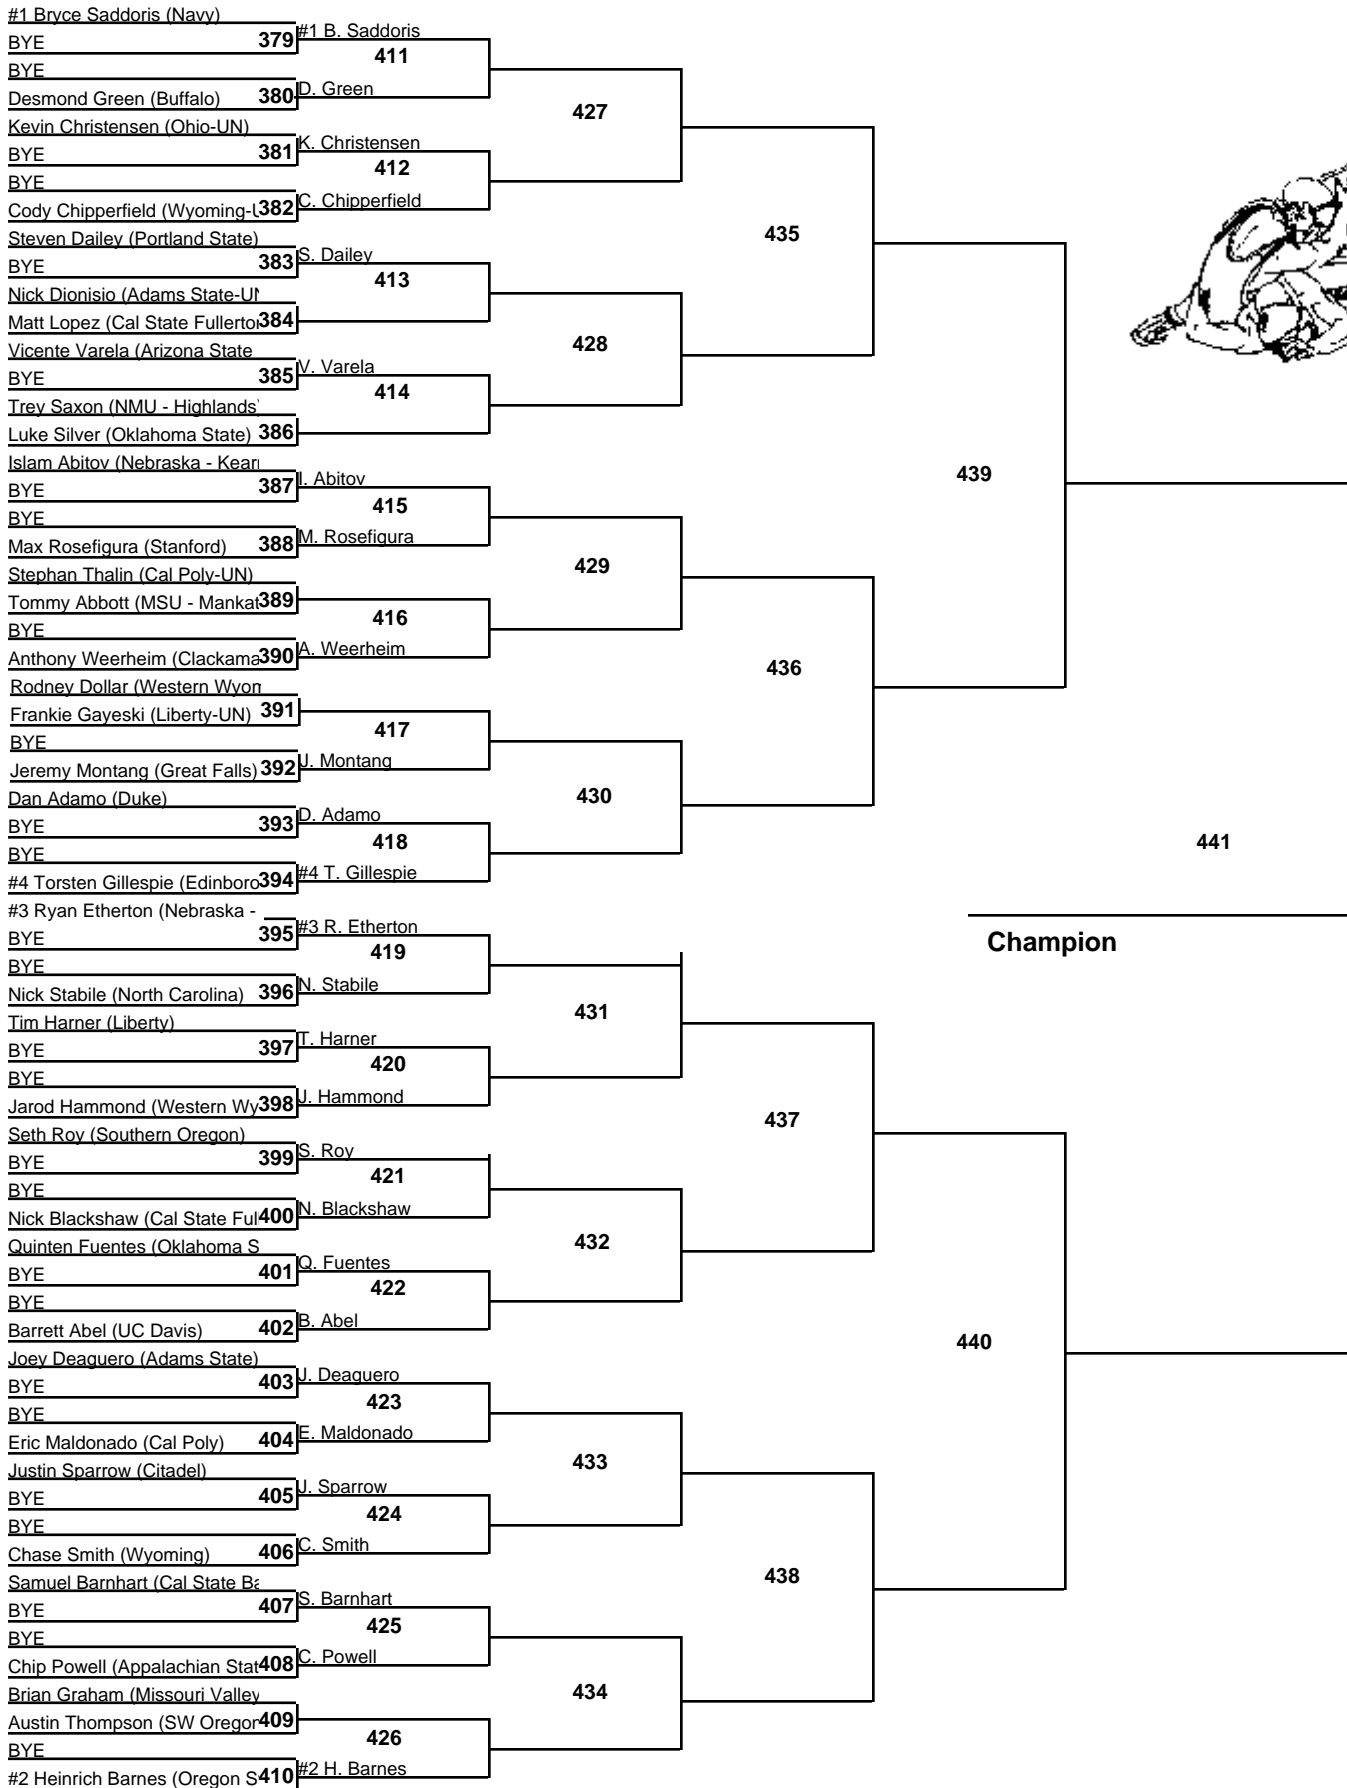 #1 Bryce Saddoris (Navy)
#1 B. Saddoris
BYE 379
411
BYE
D. Green
Desmond Green (Buffalo) 380
427
Kevin Christensen (Ohio-UN)
K. Christensen
BYE 381
412
BYE
C. Chipperfield
Cody Chipperfield (Wyoming-U 382
435
Steven Dailey (Portland State)
S. Dailey
BYE 383
413
Nick Dionisio (Adams State-UN
Matt Lopez (Cal State Fullerton 384
428
Vicente Varela (Arizona State
V. Varela
BYE 385
414
Trey Saxon (NMU - Highlands)
Luke Silver (Oklahoma State) 386
Islam Abitov (Nebraska - Kearn
439
I. Abitov
BYE 387
415
BYE
M. Rosefigura
Max Rosefigura (Stanford) 388
429
Stephan Thalin (Cal Poly-UN)
Tommy Abbott (MSU - Mankat 389
416
BYE
A. Weerheim
Anthony Weerheim (Clackama 390
436
Rodney Dollar (Western Wyom
Frankie Gayeski (Liberty-UN) 391
417
BYE
J. Montang
Jeremy Montang (Great Falls) 392
430
Dan Adamo (Duke)
D. Adamo
BYE 393
418
441
BYE
#4 T. Gillespie
#4 Torsten Gillespie (Edinboro 394
#3 Ryan Etherton (Nebraska -
#3 R. Etherton
BYE 395
Champion
419
BYE
N. Stabile
Nick Stabile (North Carolina) 396
431
Tim Harner (Liberty)
T. Harner
BYE 397
420
BYE
J. Hammond
Jarod Hammond (Western Wy 398
437
Seth Roy (Southern Oregon)
S. Roy
BYE 399
421
BYE
N. Blackshaw
Nick Blackshaw (Cal State Ful 400
432
Quinten Fuentes (Oklahoma S
Q. Fuentes
BYE 401
422
BYE
B. Abel
Barrett Abel (UC Davis) 402
440
Joey Deaguero (Adams State)
J. Deaguero
BYE 403
423
BYE
E. Maldonado
Eric Maldonado (Cal Poly) 404
433
Justin Sparrow (Citadel)
J. Sparrow
BYE 405
424
BYE
C. Smith
Chase Smith (Wyoming) 406
438
Samuel Barnhart (Cal State Ba
S. Barnhart
BYE 407
425
BYE
C. Powell
Chip Powell (Appalachian Stat 408
434
Brian Graham (Missouri Valley
Austin Thompson (SW Oregon 409
426
BYE
#2 H. Barnes
#2 Heinrich Barnes (Oregon S 410